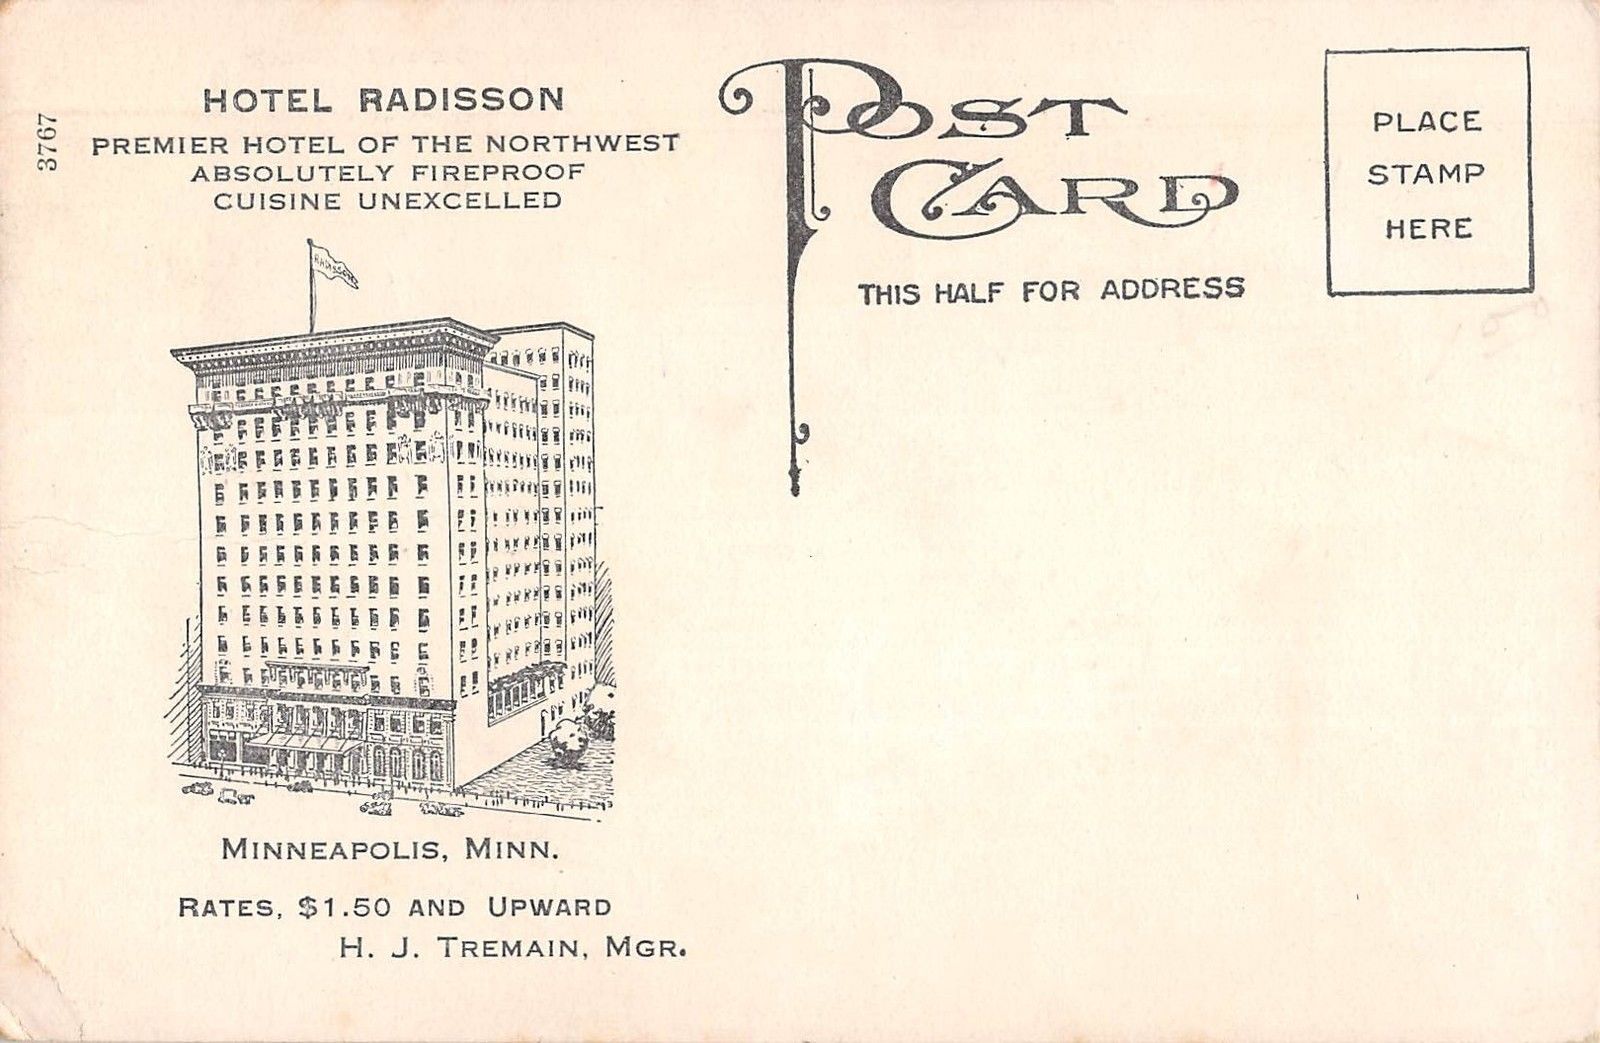 3767
HOTEL RADISSON
PREMIER HOTEL OF THE NORTHWEST
ABSOLUTELY FIREPROOF
CUISINE UNEXCELLED
RADISSON
MINNEAPOLIS, MINN.
RATES, $1.50 AND UPWARD
H. J. TREMAIN, MGR.
POST
CARD
THIS HALF FOR ADDRESS
PLACE
STAMP
HERE